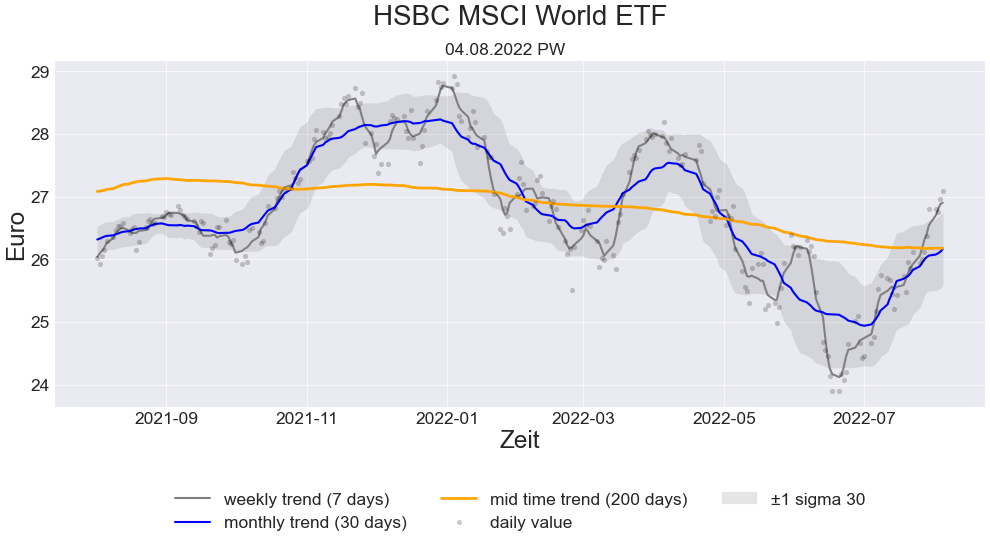 HSBC MSCI World ETF
04.08.2022 PW
29
28
27
26
25
24
Euro
2021-09 2021-11 2022-01 2022-03 2022-05 2022-07
Zeit
weekly trend (7 days) mid time trend (200 days) ±1 sigma 30
monthly trend (30 days) daily value